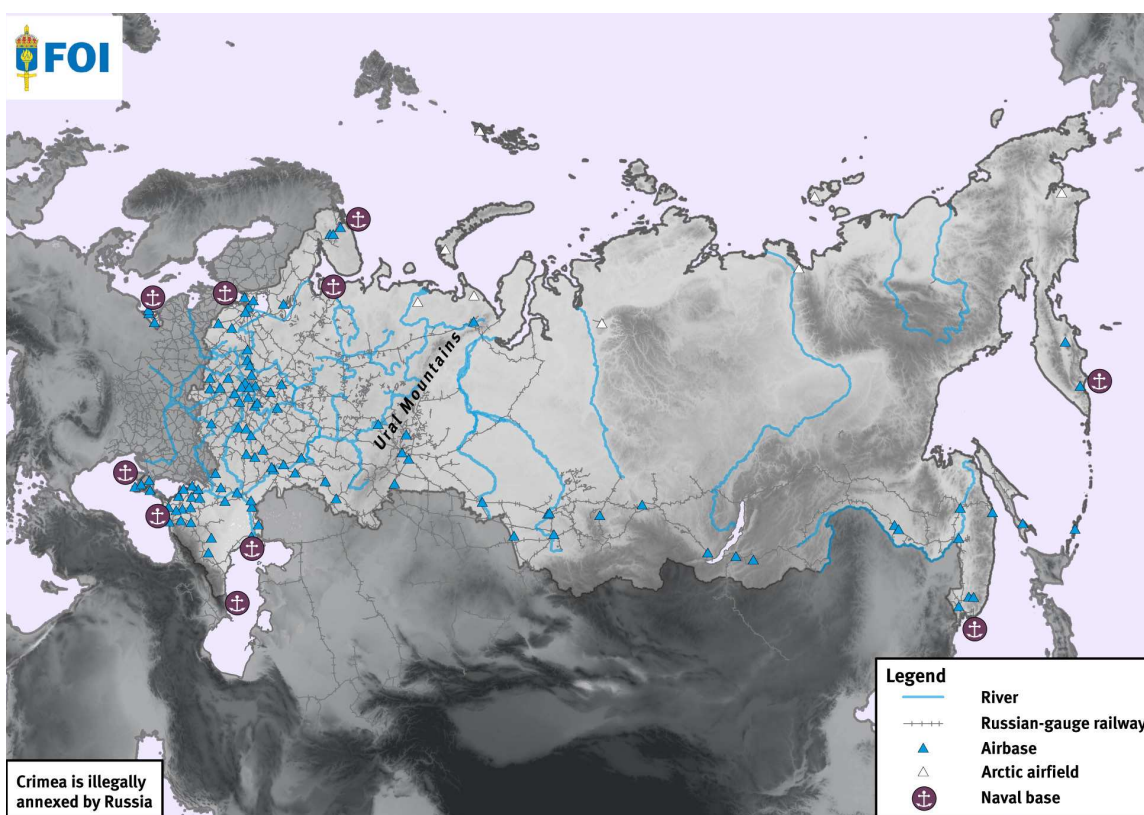 FOI
Ural Mountains
Legend
River
Russian-gauge railway
Airbase
Arctic airfield
Naval base
Crimea is illegally
annexed by Russia